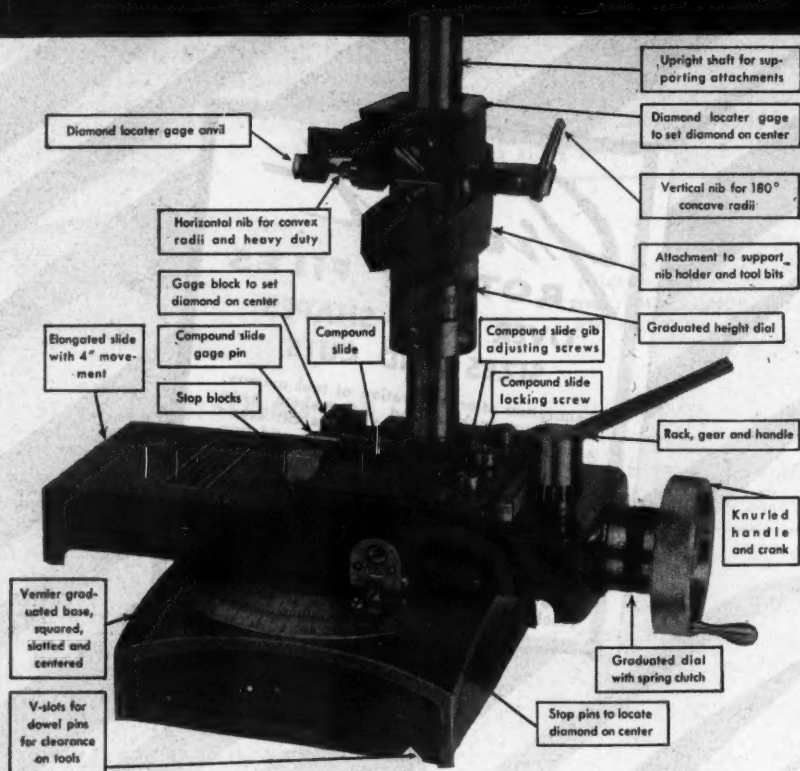 Upright shaft for sup-
porting attachments
Diamond locater gage anvil
Diamond locater gage
to set diamond on center
Vertical nib for 180°
concave radii
Horizontal nib for convex
radii and heavy duty
Attachment to support
nib holder and tool bits
Gage block to set
diamond on center
Graduated height dial
Elongated slide
with 4" move-
ment
Compound slide
gage pin
Compound
slide
Compound slide gib
adjusting screws
Stop blocks
Compound slide
locking screw
Rack, gear and handle
Knurled
handle
and crank
Vernier grad-
uated base,
squared,
slotted and
centered
Graduated dial
with spring clutch
V-slots for
dowel pins
for clearance
on tools
Stop pins to locate
diamond on center